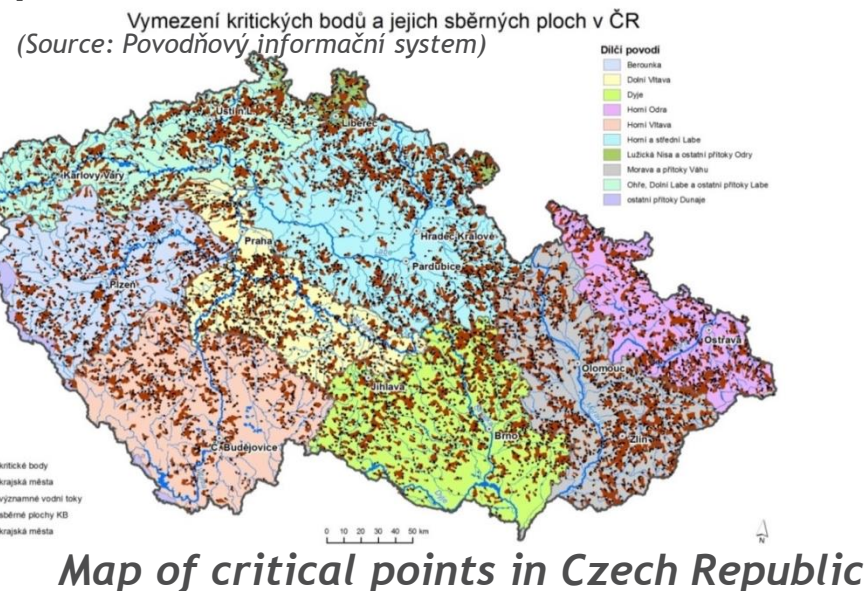 Vymezení kritických bodů a jejich sběrných ploch v ČR
(Source: Povodňový informační system)
Dílčí povodí
Berounka
Dolní Vltava
Dyje
Horní Odra
Horní Vltava
Horní a střední Labe
Lužická Nisa a ostatní přítoky Odry
Morava a přítoky Váhu
Ohře, Dolní Labe a ostatní přítoky Labe
ostatní přítoky Dunaje
Ústí n.L.
Liberec
Karlovy Vary
Praha
Hradec Králové
Pardubice
Plzeň
Ostrava
Olomouc
Jihlava
Zlín
Brno
Č. Budějovice
kritické body
krajská města
významné vodní toky
sběrné plochy KB
krajská města
0 10 20 30 40 50 km
N
Map of critical points in Czech Republic